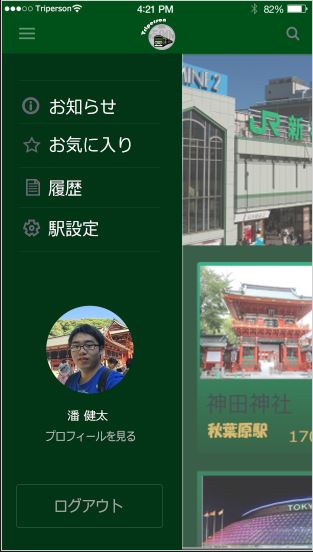 ●●●○○ Triperson 4:21 PM 82%
Triperson
お知らせ
お気に入り
履歴
駅設定
潘 健太
プロフィールを見る
ログアウト
MINE 2
JR 新
神田神社
秋葉原駅 170
TOKY